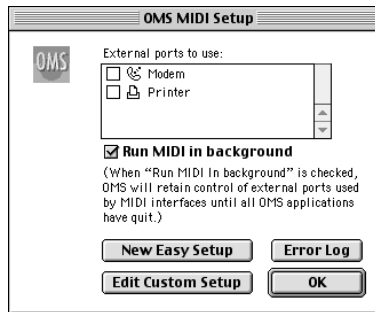 OMS MIDI Setup
OMS
External ports to use:
Modem
Printer
Run MIDI in background
(When "Run MIDI In background" is checked,
OMS will retain control of external ports used
by MIDI interfaces until all OMS applications
have quit.)
New Easy Setup
Error Log
Edit Custom Setup
OK